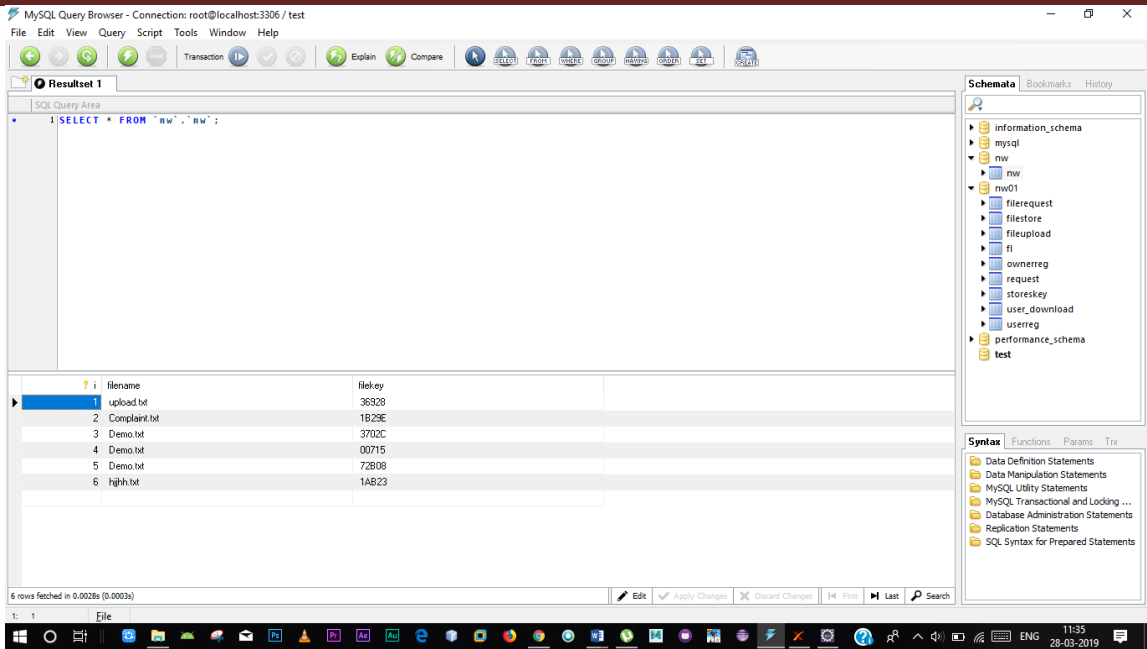 MySQL Query Browser - Connection: root@localhost:3306 / test
File Edit View Query Script Tools Window Help
Transaction Explain Compare SELECT FROM WHERE GROUP HAVING ORDER SET CREATE
Resultset 1
SQL Query Area
1 SELECT * FROM `nw`.`nw`;
Schemata Bookmarks History
information_schema
mysql
nw
nw
nw01
filerequest
filestore
fileupload
fl
ownerreg
request
storeskey
user_download
userreg
performance_schema
test
i filename filekey
1 upload.txt 36928
2 Complaint.txt 1B29E
3 Demo.txt 3702C
4 Demo.txt 00715
5 Demo.txt 72B08
6 hjhh.txt 1AB23
Syntax Functions Params Trx
Data Definition Statements
Data Manipulation Statements
MySQL Utility Statements
MySQL Transactional and Locking ...
Database Administration Statements
Replication Statements
SQL Syntax for Prepared Statements
6 rows fetched in 0.0028s (0.0003s)
Edit Apply Changes Discard Changes First Last Search
1: 1 File
Ps Pr Ae Au
ENG
11:35
28-03-2019